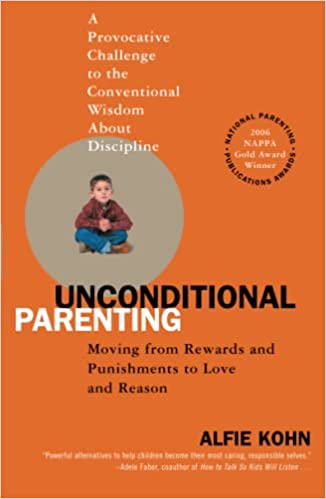 A
Provocative
Challenge
to the
Conventional
Wisdom
About
Discipline
NATIONAL PARENTING
2006
NAPPA
Gold Award
Winner
PUBLICATIONS AWARDS
UNCONDITIONAL
PARENTING
Moving from Rewards and
Punishments to Love
and Reason
ALFIE KOHN
"Powerful alternatives to help children become their most caring, responsible selves."
—Adele Faber, coauthor of How to Talk So Kids Will Listen . . .